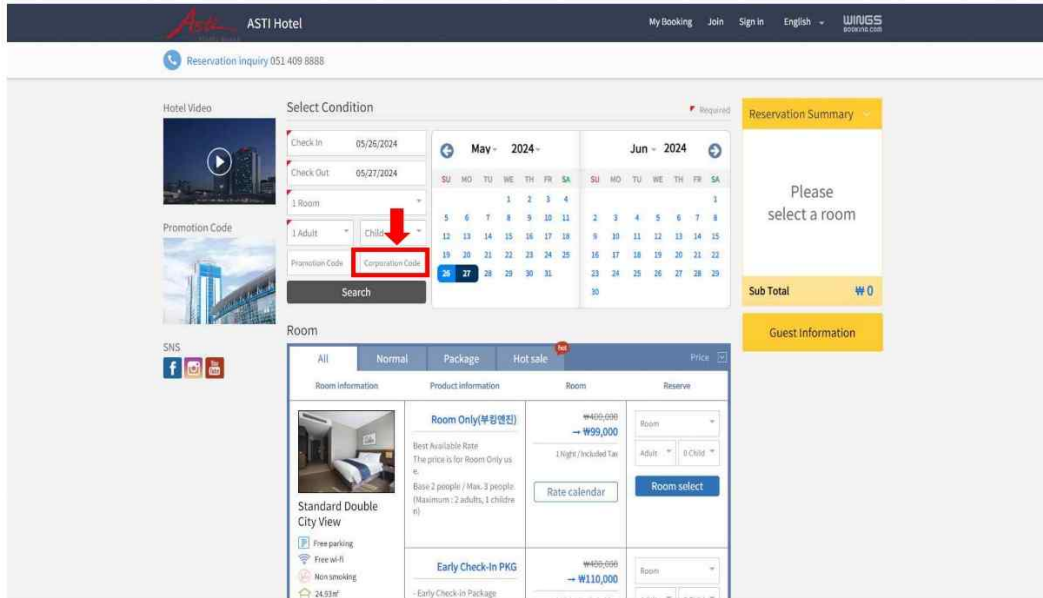 Asti
ASTI Hotel
My Booking
Join
Sign in
English
WINGS
BOOKING.COM
Reservation inquiry 051 409 8888
Hotel Video
Select Condition
Required
Reservation Summary
Check In 05/26/2024
Check Out 05/27/2024
1 Room
1 Adult
Child
Promotion Code
Corporation Code
Search
May 2024
SU MO TU WE TH FR SA
1 2 3 4
5 6 7 8 9 10 11
12 13 14 15 16 17 18
19 20 21 22 23 24 25
26 27 28 29 30 31
Jun 2024
SU MO TU WE TH FR SA
1
2 3 4 5 6 7 8
9 10 11 12 13 14 15
16 17 18 19 20 21 22
23 24 25 26 27 28 29
30
Please
select a room
Sub Total ₩ 0
Guest Information
Promotion Code
SNS
f
You
Tube
Room
All
Normal
Package
Hot sale
hot
Price
Room information
Product information
Room
Reserve
Standard Double
City View
P Free parking
Free wi-fi
Non smoking
24.93㎡
Room Only(부킹엔진)
Best Available Rate
The price is for Room Only us
e.
Base 2 people / Max. 3 people
(Maximum : 2 adults, 1 childre
n)
₩400,000
→ ₩99,000
1 Night / Included Tax
Rate calendar
Room
Adult
0 Child
Room select
Early Check-In PKG
- Early Check-in Package
₩400,000
→ ₩110,000
Room